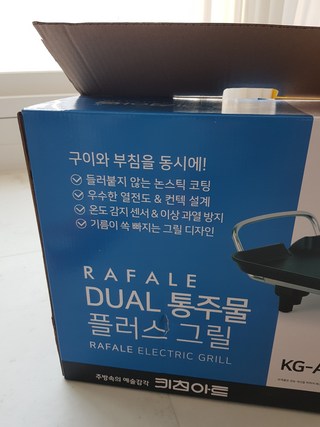 구이와 부침을 동시에!
들러붙지 않는 논스틱 코팅
우수한 열전도 & 컨텍 설계
온도 감지 센서 & 이상 과열 방지
기름이 쏙 빠지는 그릴 디자인
RAFALE
DUAL 통주물
플러스 그릴
RAFALE ELECTRIC GRILL
KG-A
주방속의 예술감각 키친아트